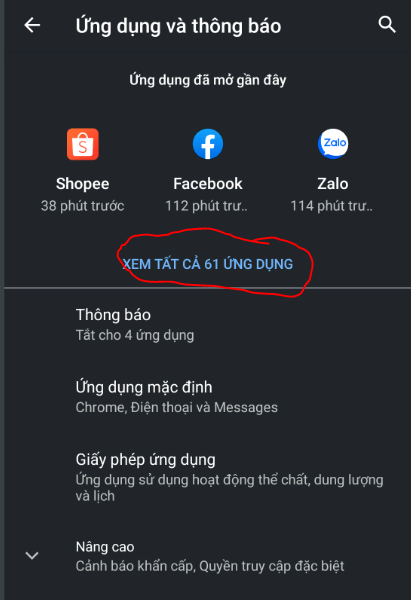 Ứng dụng và thông báo
Ứng dụng đã mở gần đây
Zalo
Shopee Facebook Zalo
38 phút trước 112 phút trư.. 114 phút trư..
XEM TẤT CẢ 61 ỨNG DỤNG
Thông báo
Tắt cho 4 ứng dụng
Ứng dụng mặc định
Chrome, Điện thoại và Messages
Giấy phép ứng dụng
Ứng dụng sử dụng hoạt động thể chất, dung lượng
và lịch
Nâng cao
Cảnh báo khẩn cấp, Quyền truy cập đặc biệt